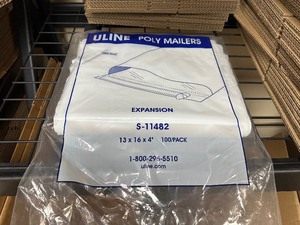 ULINE POLY MAILERS
EXPANSION
S-11482
13 x 16 x 4" 100/PACK
1-800-295-5510
uline.com